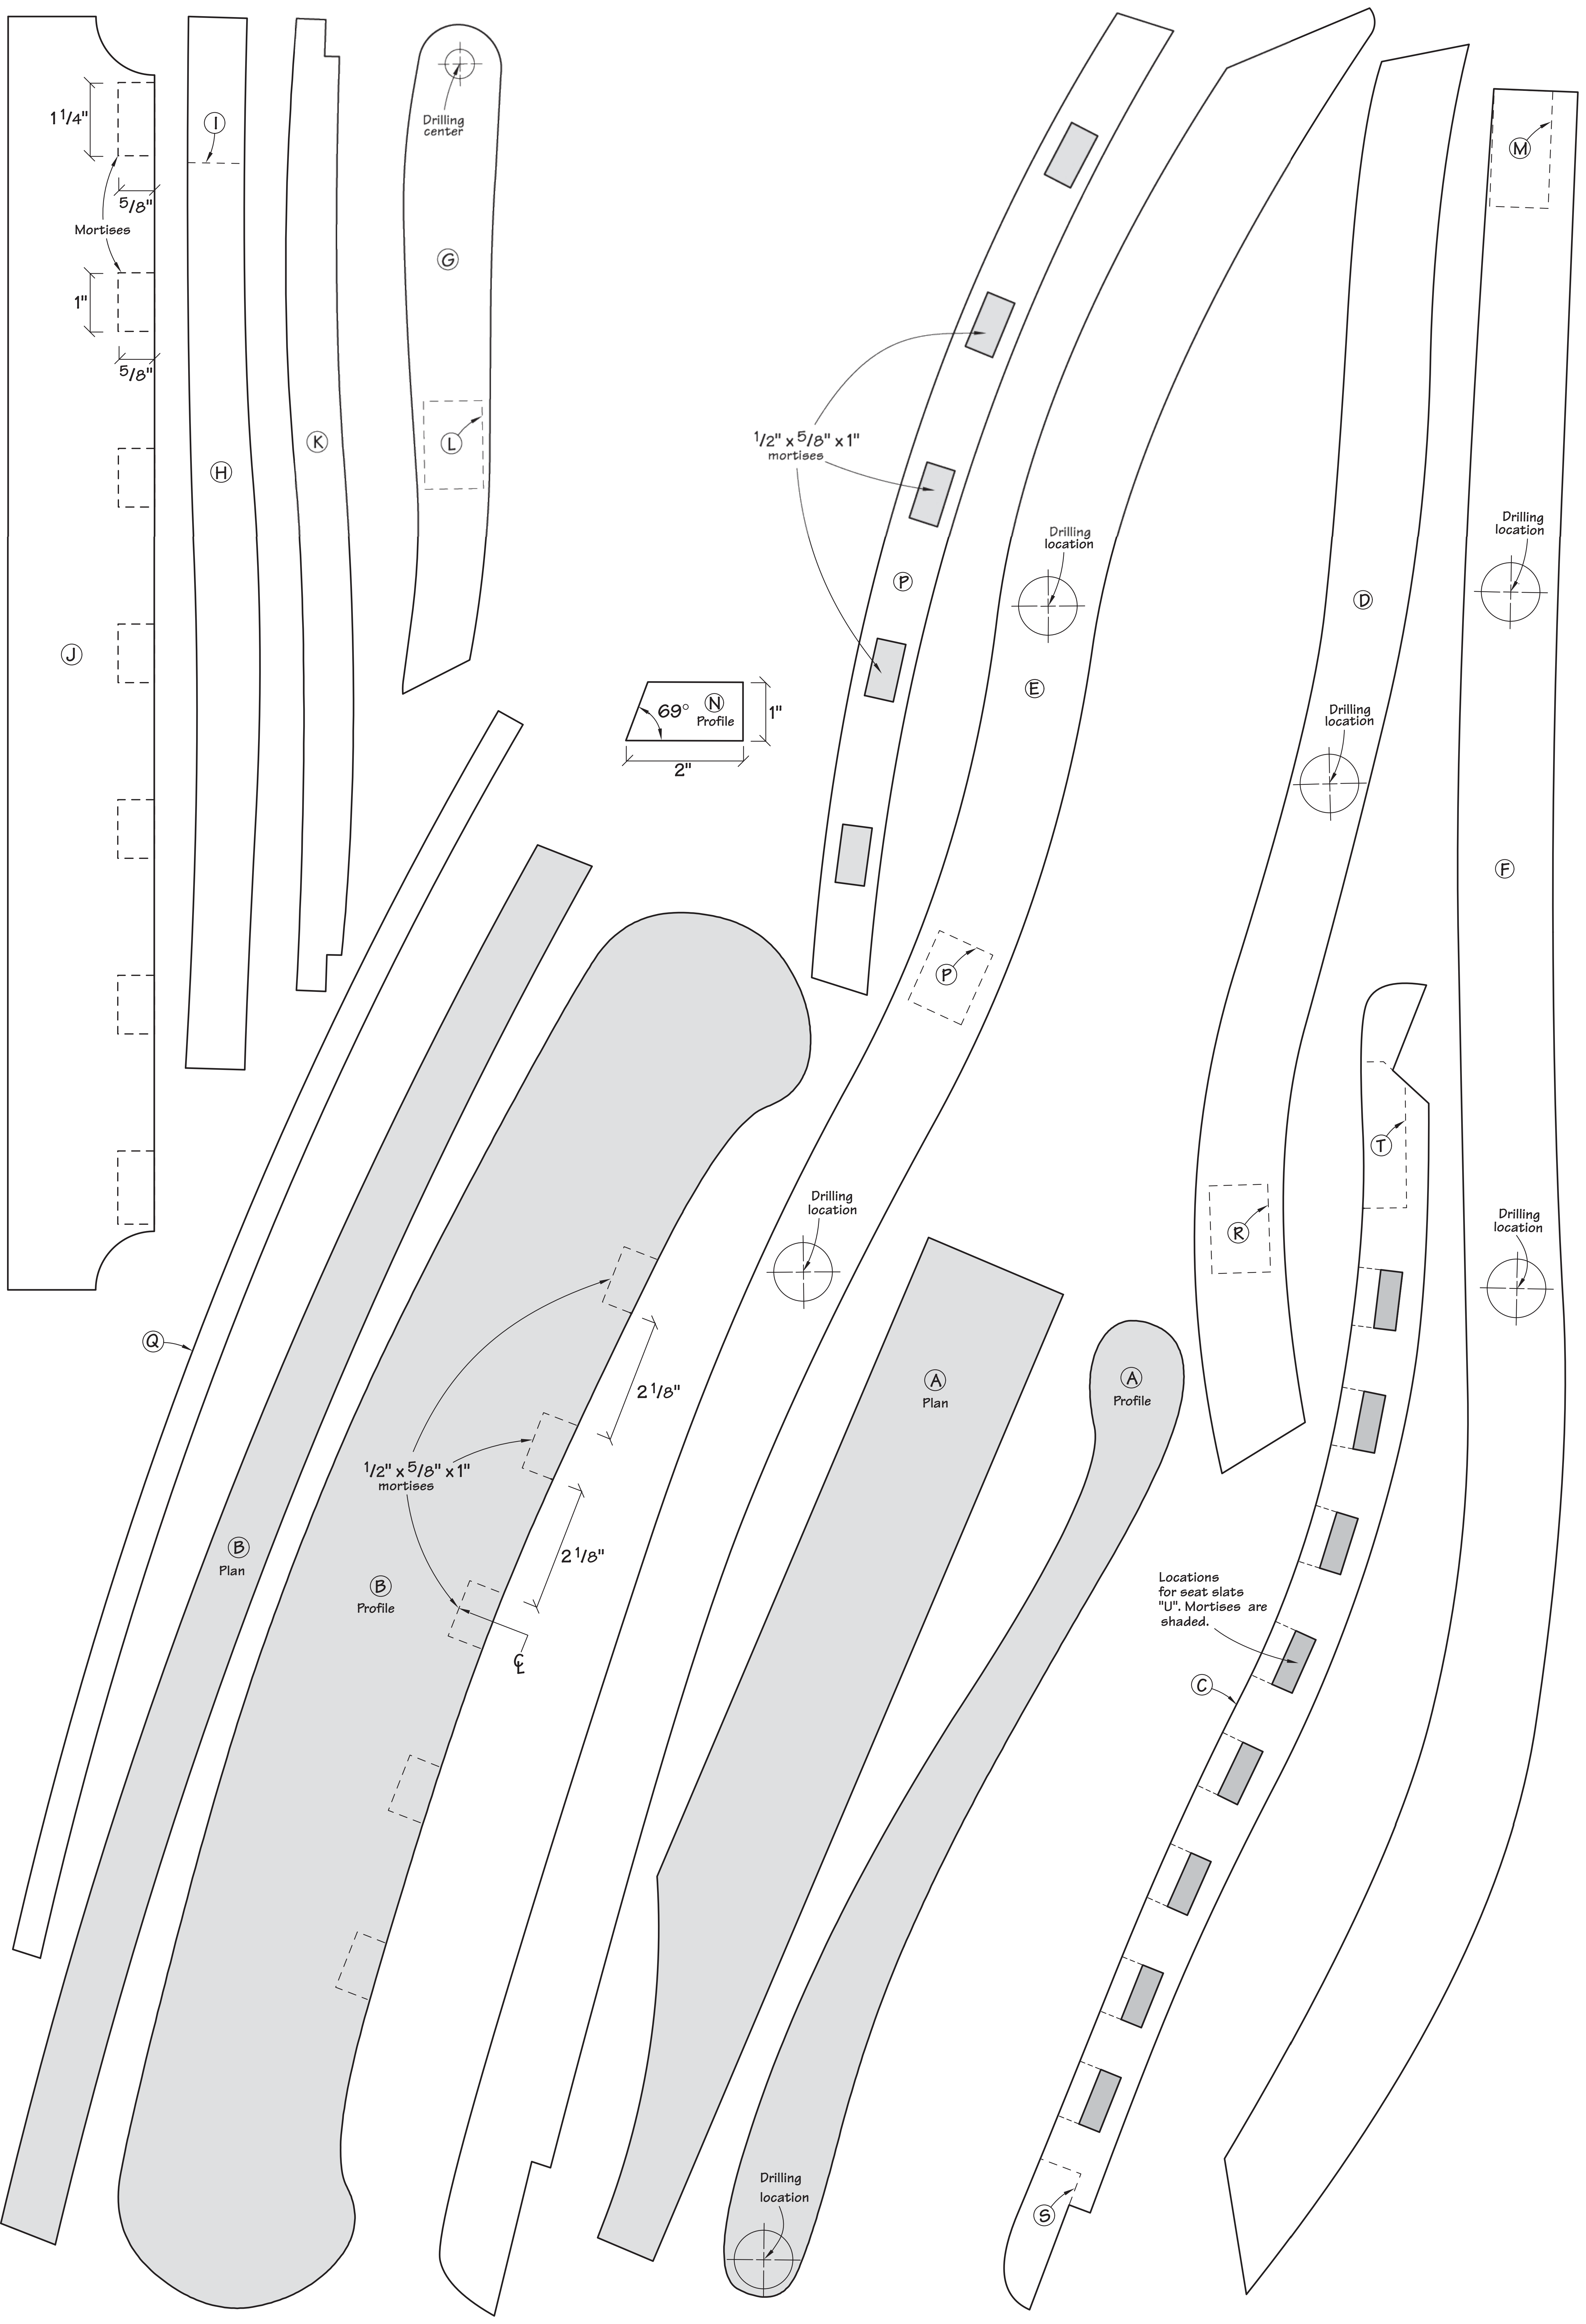 1 1/4"
5/8"
Mortises
1"
5/8"
J
I
H
K
Drilling
center
G
L
1/2" x 5/8" x 1"
mortises
P
69°
N
Profile
1"
2"
Drilling
location
E
P
Drilling
location
D
Drilling
location
R
M
Drilling
location
F
Drilling
location
T
Q
B
Plan
B
Profile
1/2" x 5/8" x 1"
mortises
2 1/8"
2 1/8"
CL
A
Plan
A
Profile
Drilling
location
Locations
for seat slats
"U". Mortises are
shaded.
C
S